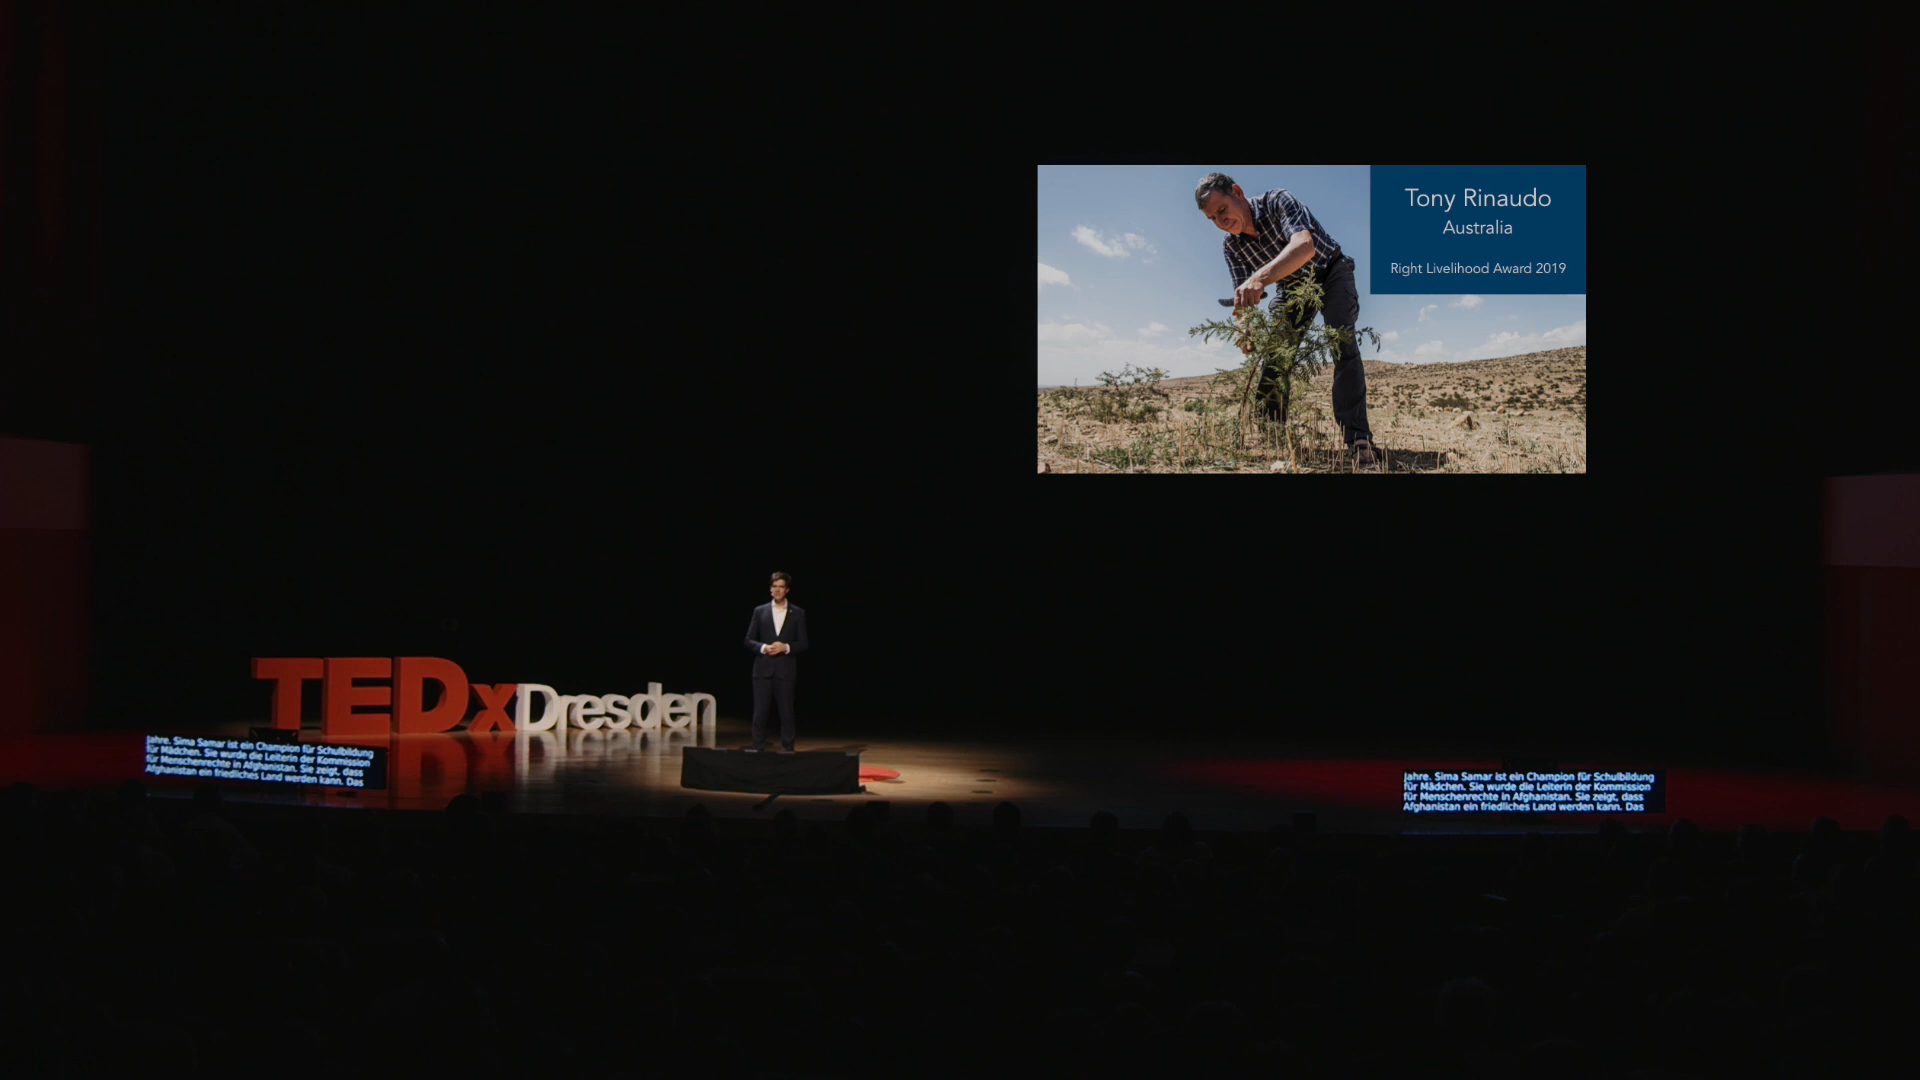 Tony Rinaudo
Australia
Right Livelihood Award 2019
TEDxDresden
Jahre. Sima Samar ist ein Champion für Schulbildung
für Mädchen. Sie wurde die Leiterin der Kommission
für Menschenrechte in Afghanistan. Sie zeigt, dass
Afghanistan ein friedliches Land werden kann. Das
Jahre. Sima Samar ist ein Champion für Schulbildung
für Mädchen. Sie wurde die Leiterin der Kommission
für Menschenrechte in Afghanistan. Sie zeigt, dass
Afghanistan ein friedliches Land werden kann. Das